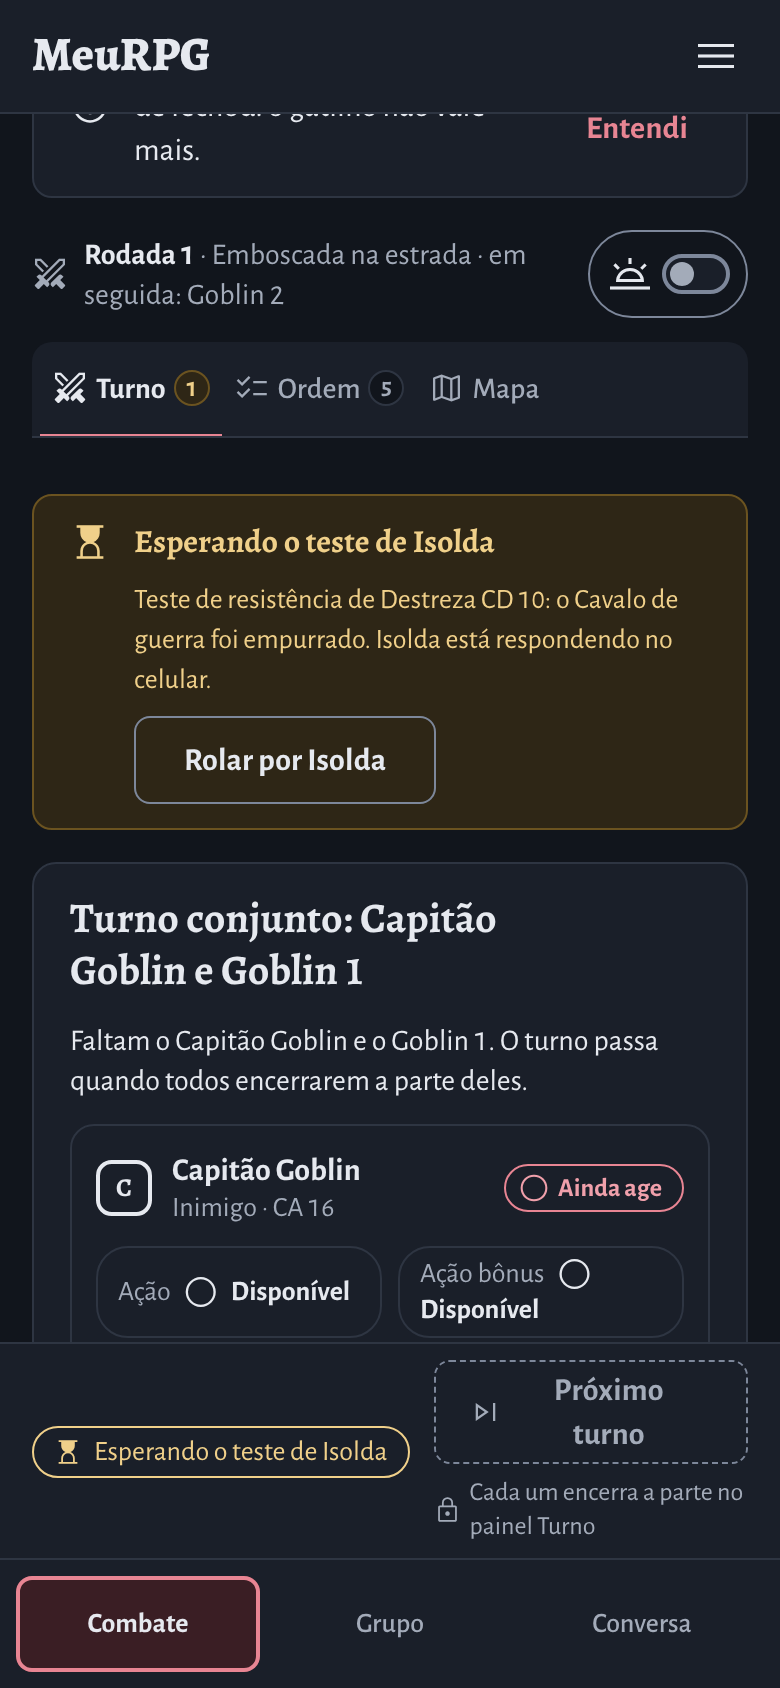 MeuRPG
mais.
Entendi
Rodada 1 · Emboscada na estrada · em
seguida: Goblin 2
Turno 1
Ordem 5
Mapa
Esperando o teste de Isolda
Teste de resistência de Destreza CD 10: o Cavalo de
guerra foi empurrado. Isolda está respondendo no
celular.
Rolar por Isolda
Turno conjunto: Capitão
Goblin e Goblin 1
Faltam o Capitão Goblin e o Goblin 1. O turno passa
quando todos encerrarem a parte deles.
C
Capitão Goblin
Inimigo · CA 16
Ainda age
Ação Disponível
Ação bônus
Disponível
Esperando o teste de Isolda
Próximo
turno
Cada um encerra a parte no
painel Turno
Combate
Grupo
Conversa